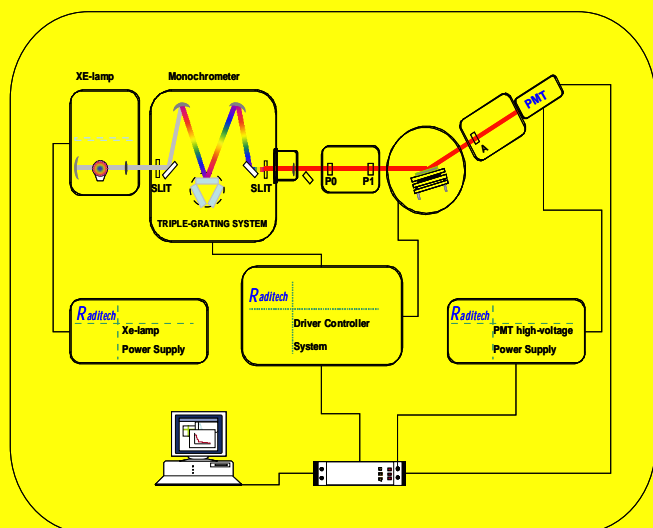 XE-lamp
Monochrometer
PMT
A
SLIT
SLIT
P0
P1
TRIPLE-GRATING SYSTEM
Raditech
Xe-lamp
Power Supply
Raditech
Driver Controller
System
Raditech
PMT high-voltage
Power Supply